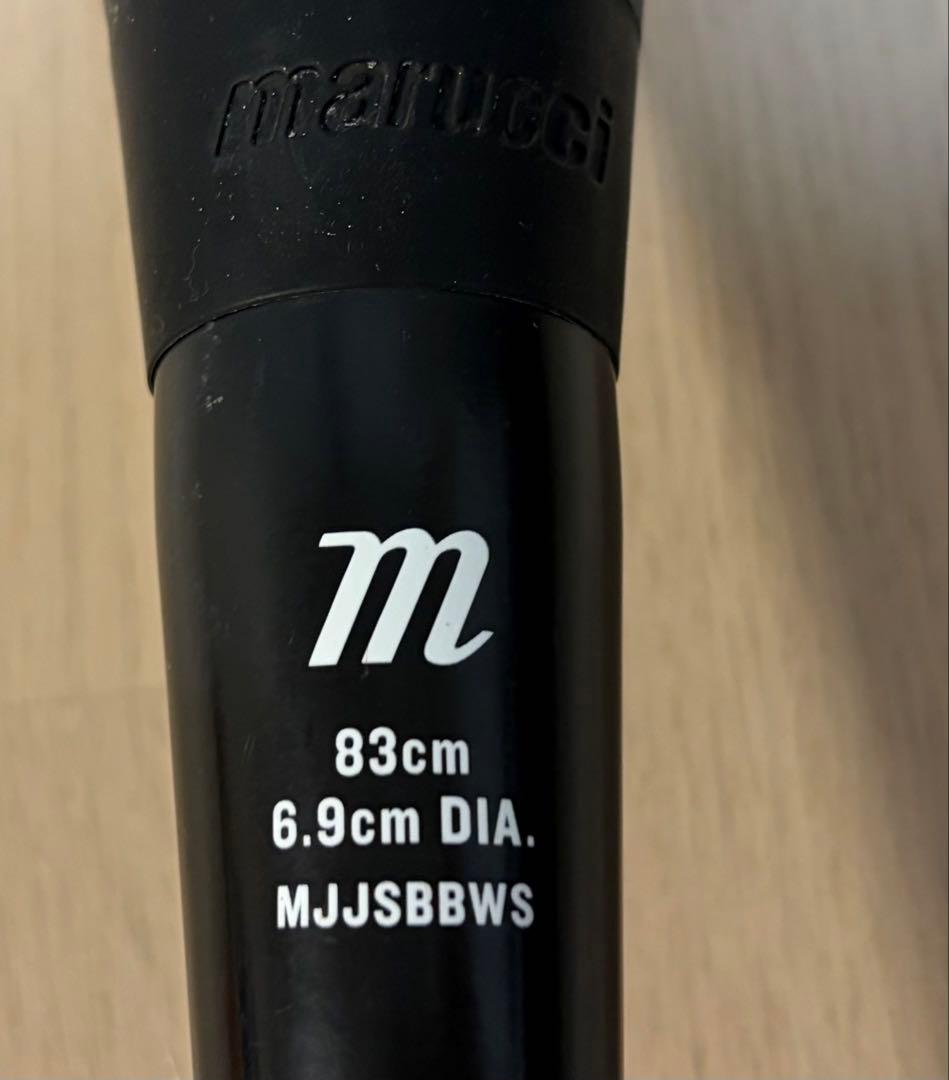 marucci
m
83cm
6.9cm DIA.
MJJSBBWS